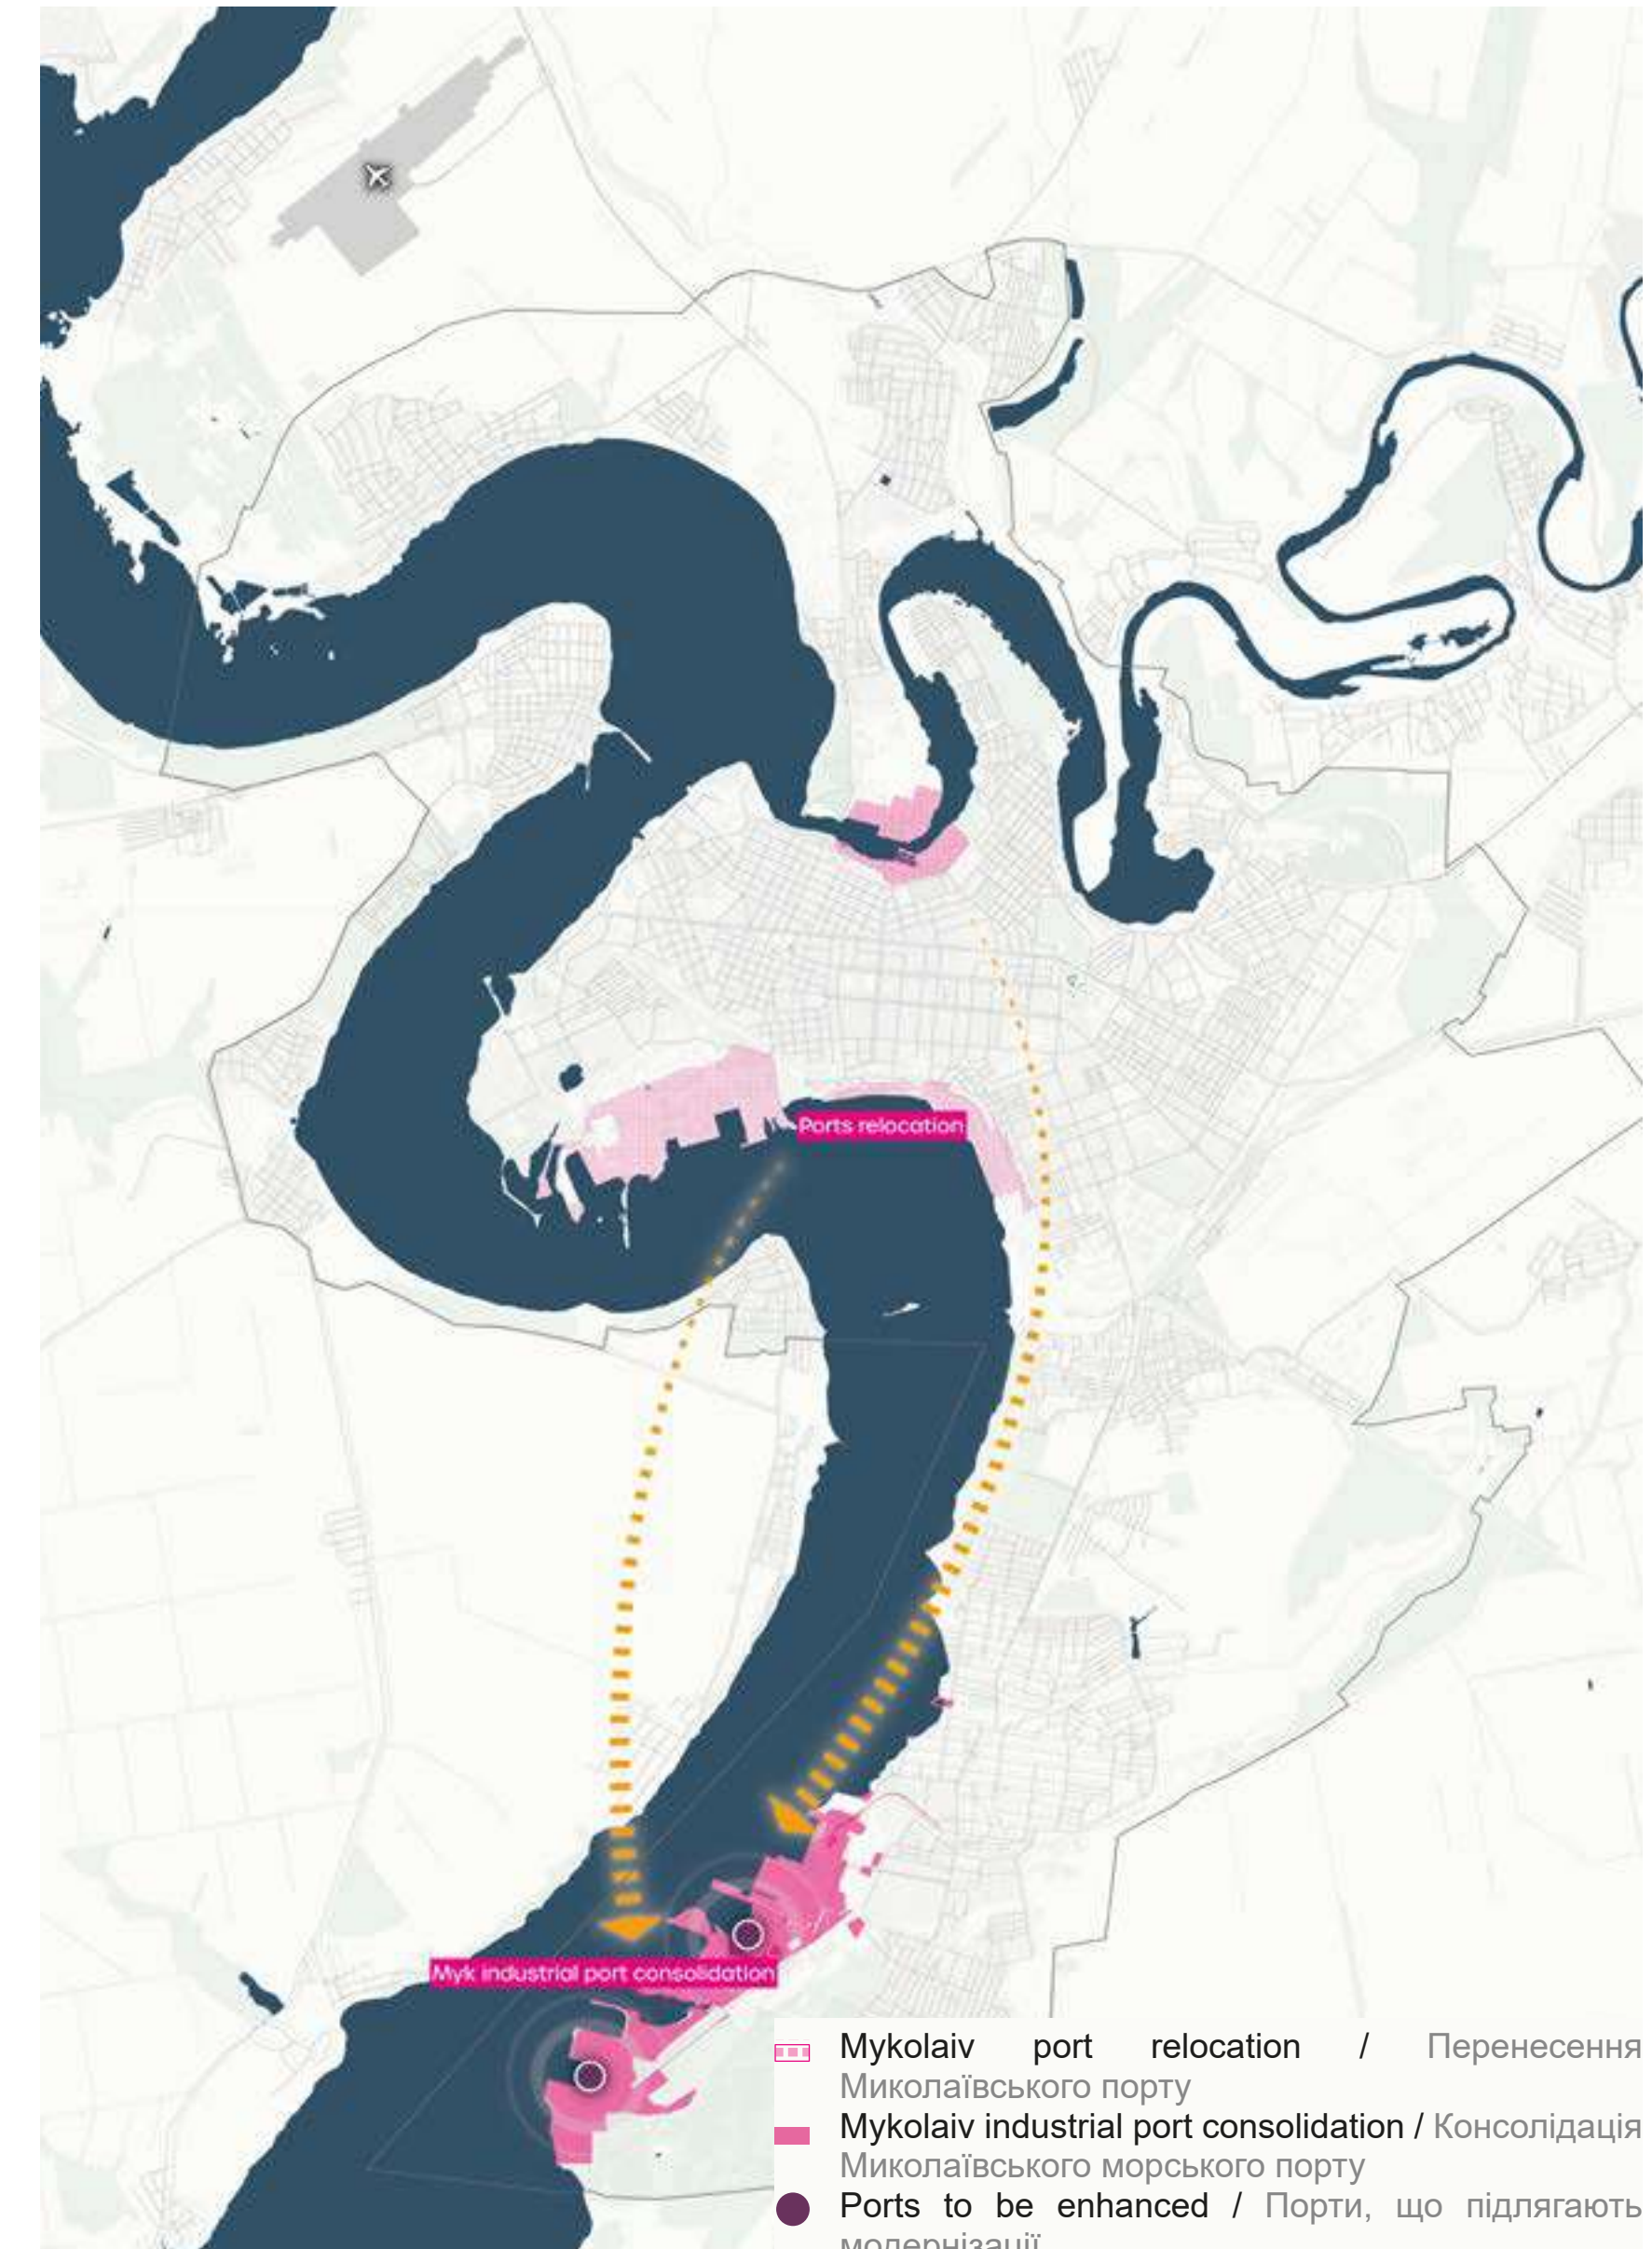 Ports relocation
Myk industrial port consolidation
Mykolaiv port relocation / Перенесення
Миколаївського порту
Mykolaiv industrial port consolidation / Консолідація
Миколаївського морського порту
Ports to be enhanced / Порти, що підлягають
модернізації